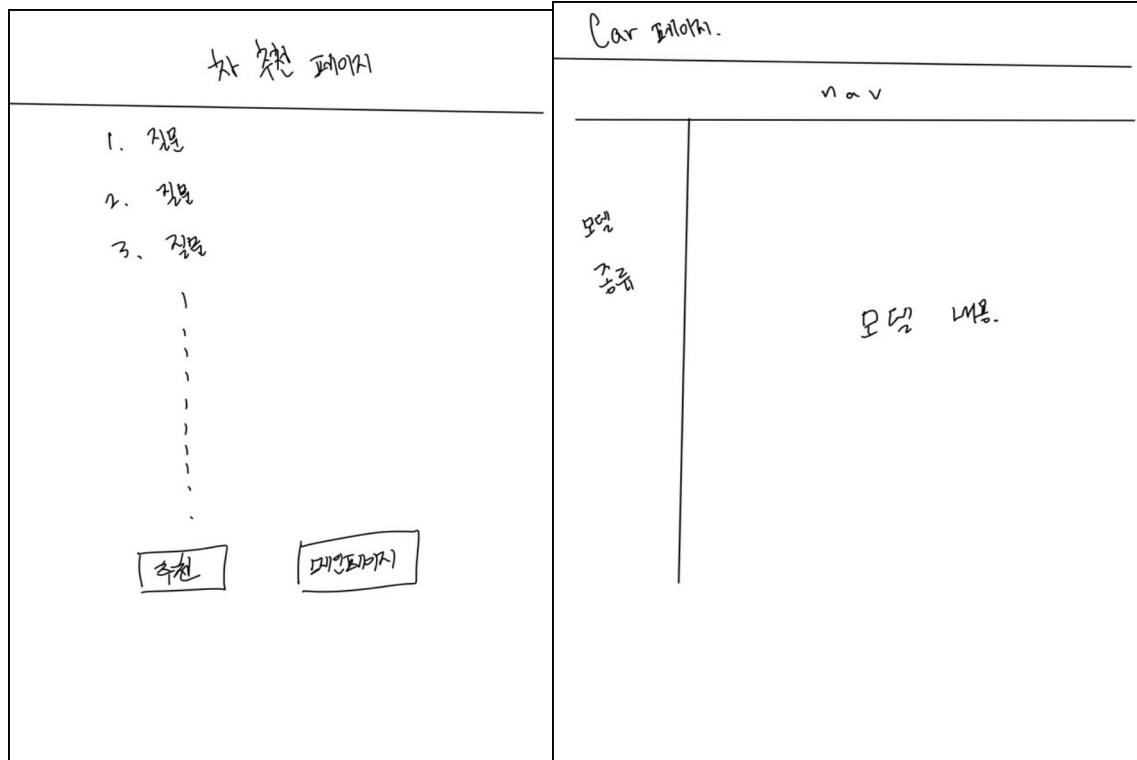 차 추천 페이지
1. 질문
2. 질문
3. 질문
추천
메인페이지
Car 페이지.
nav
모델
종류
모델 내용.